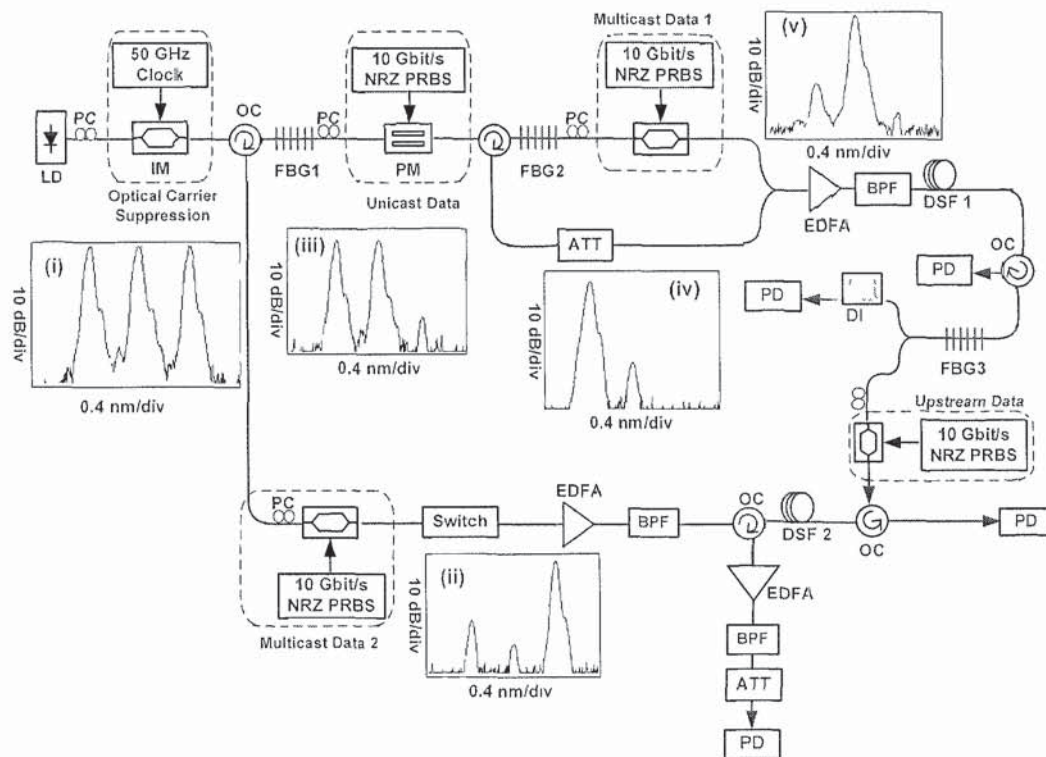 Multicast Data 1
50 GHz
Clock
10 Gbit/s
NRZ PRBS
10 Gbit/s
NRZ PRBS
(v)
10 dB/div
0.4 nm/div
PC
OC
PC
PC
LD
IM
FBG1
PM
FBG2
Optical Carrier
Suppression
Unicast Data
EDFA
BPF
DSF 1
ATT
OC
PD
(i)
10 dB/div
0.4 nm/div
(iii)
10 dB/div
0.4 nm/div
(iv)
10 dB/div
0.4 nm/div
PD
DI
FBG3
Upstream Data
10 Gbit/s
NRZ PRBS
PC
Switch
EDFA
BPF
OC
DSF 2
OC
PD
10 Gbit/s
NRZ PRBS
Multicast Data 2
(ii)
10 dB/div
0.4 nm/div
EDFA
BPF
ATT
PD